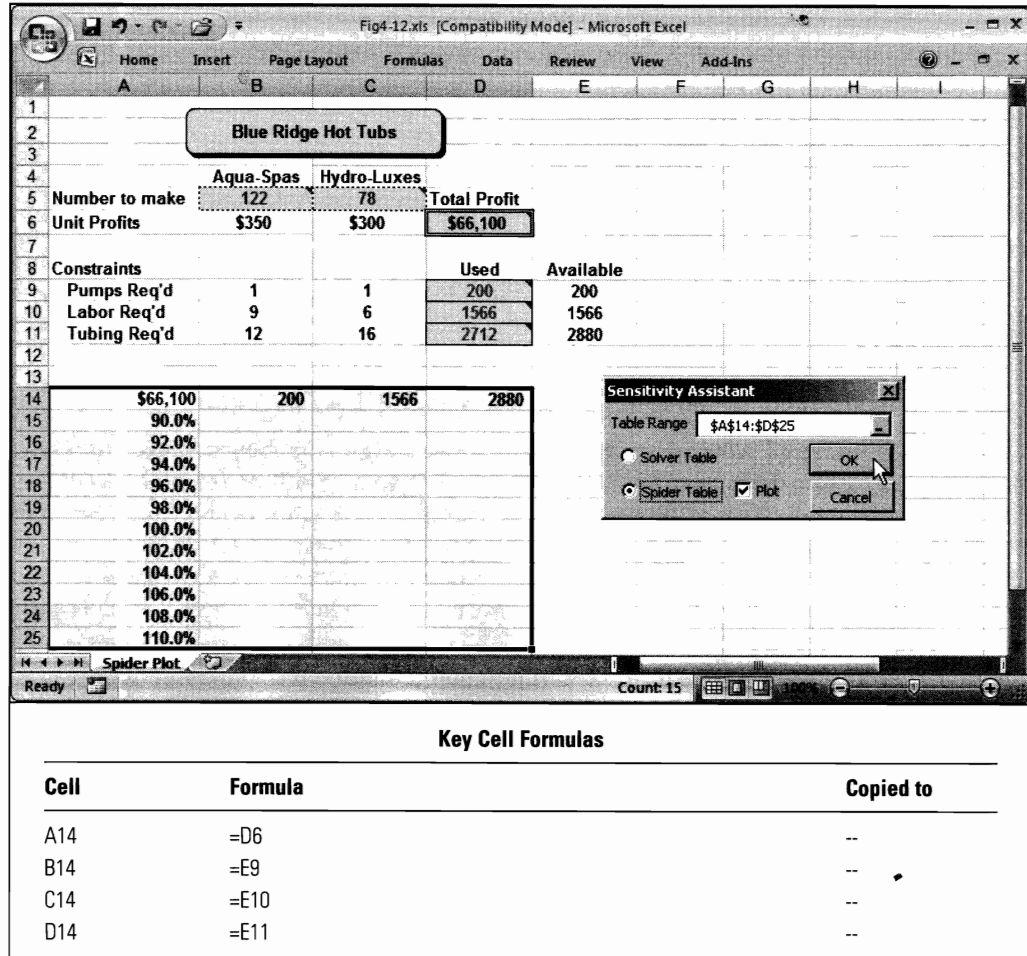 Fig4-12.xls [Compatibility Mode] - Microsoft Excel
Home Insert Page Layout Formulas Data Review View Add-Ins
A B C D E F G H I
1
2 Blue Ridge Hot Tubs
3
4 Aqua-Spas Hydro-Luxes
5 Number to make 122 78 Total Profit
6 Unit Profits $350 $300 $66,100
7
8 Constraints Used Available
9 Pumps Req'd 1 1 200 200
10 Labor Req'd 9 6 1566 1566
11 Tubing Req'd 12 16 2712 2880
12
13
14 $66,100 200 1566 2880
15 90.0%
16 92.0%
17 94.0%
18 96.0%
19 98.0%
20 100.0%
21 102.0%
22 104.0%
23 106.0%
24 108.0%
25 110.0%
Sensitivity Assistant
Table Range $A$14:$D$25
Solver Table OK
Spider Table Plot Cancel
Spider Plot
Ready Count: 15 100%
Key Cell Formulas
Cell Formula Copied to
A14 =D6 --
B14 =E9 --
C14 =E10 --
D14 =E11 --